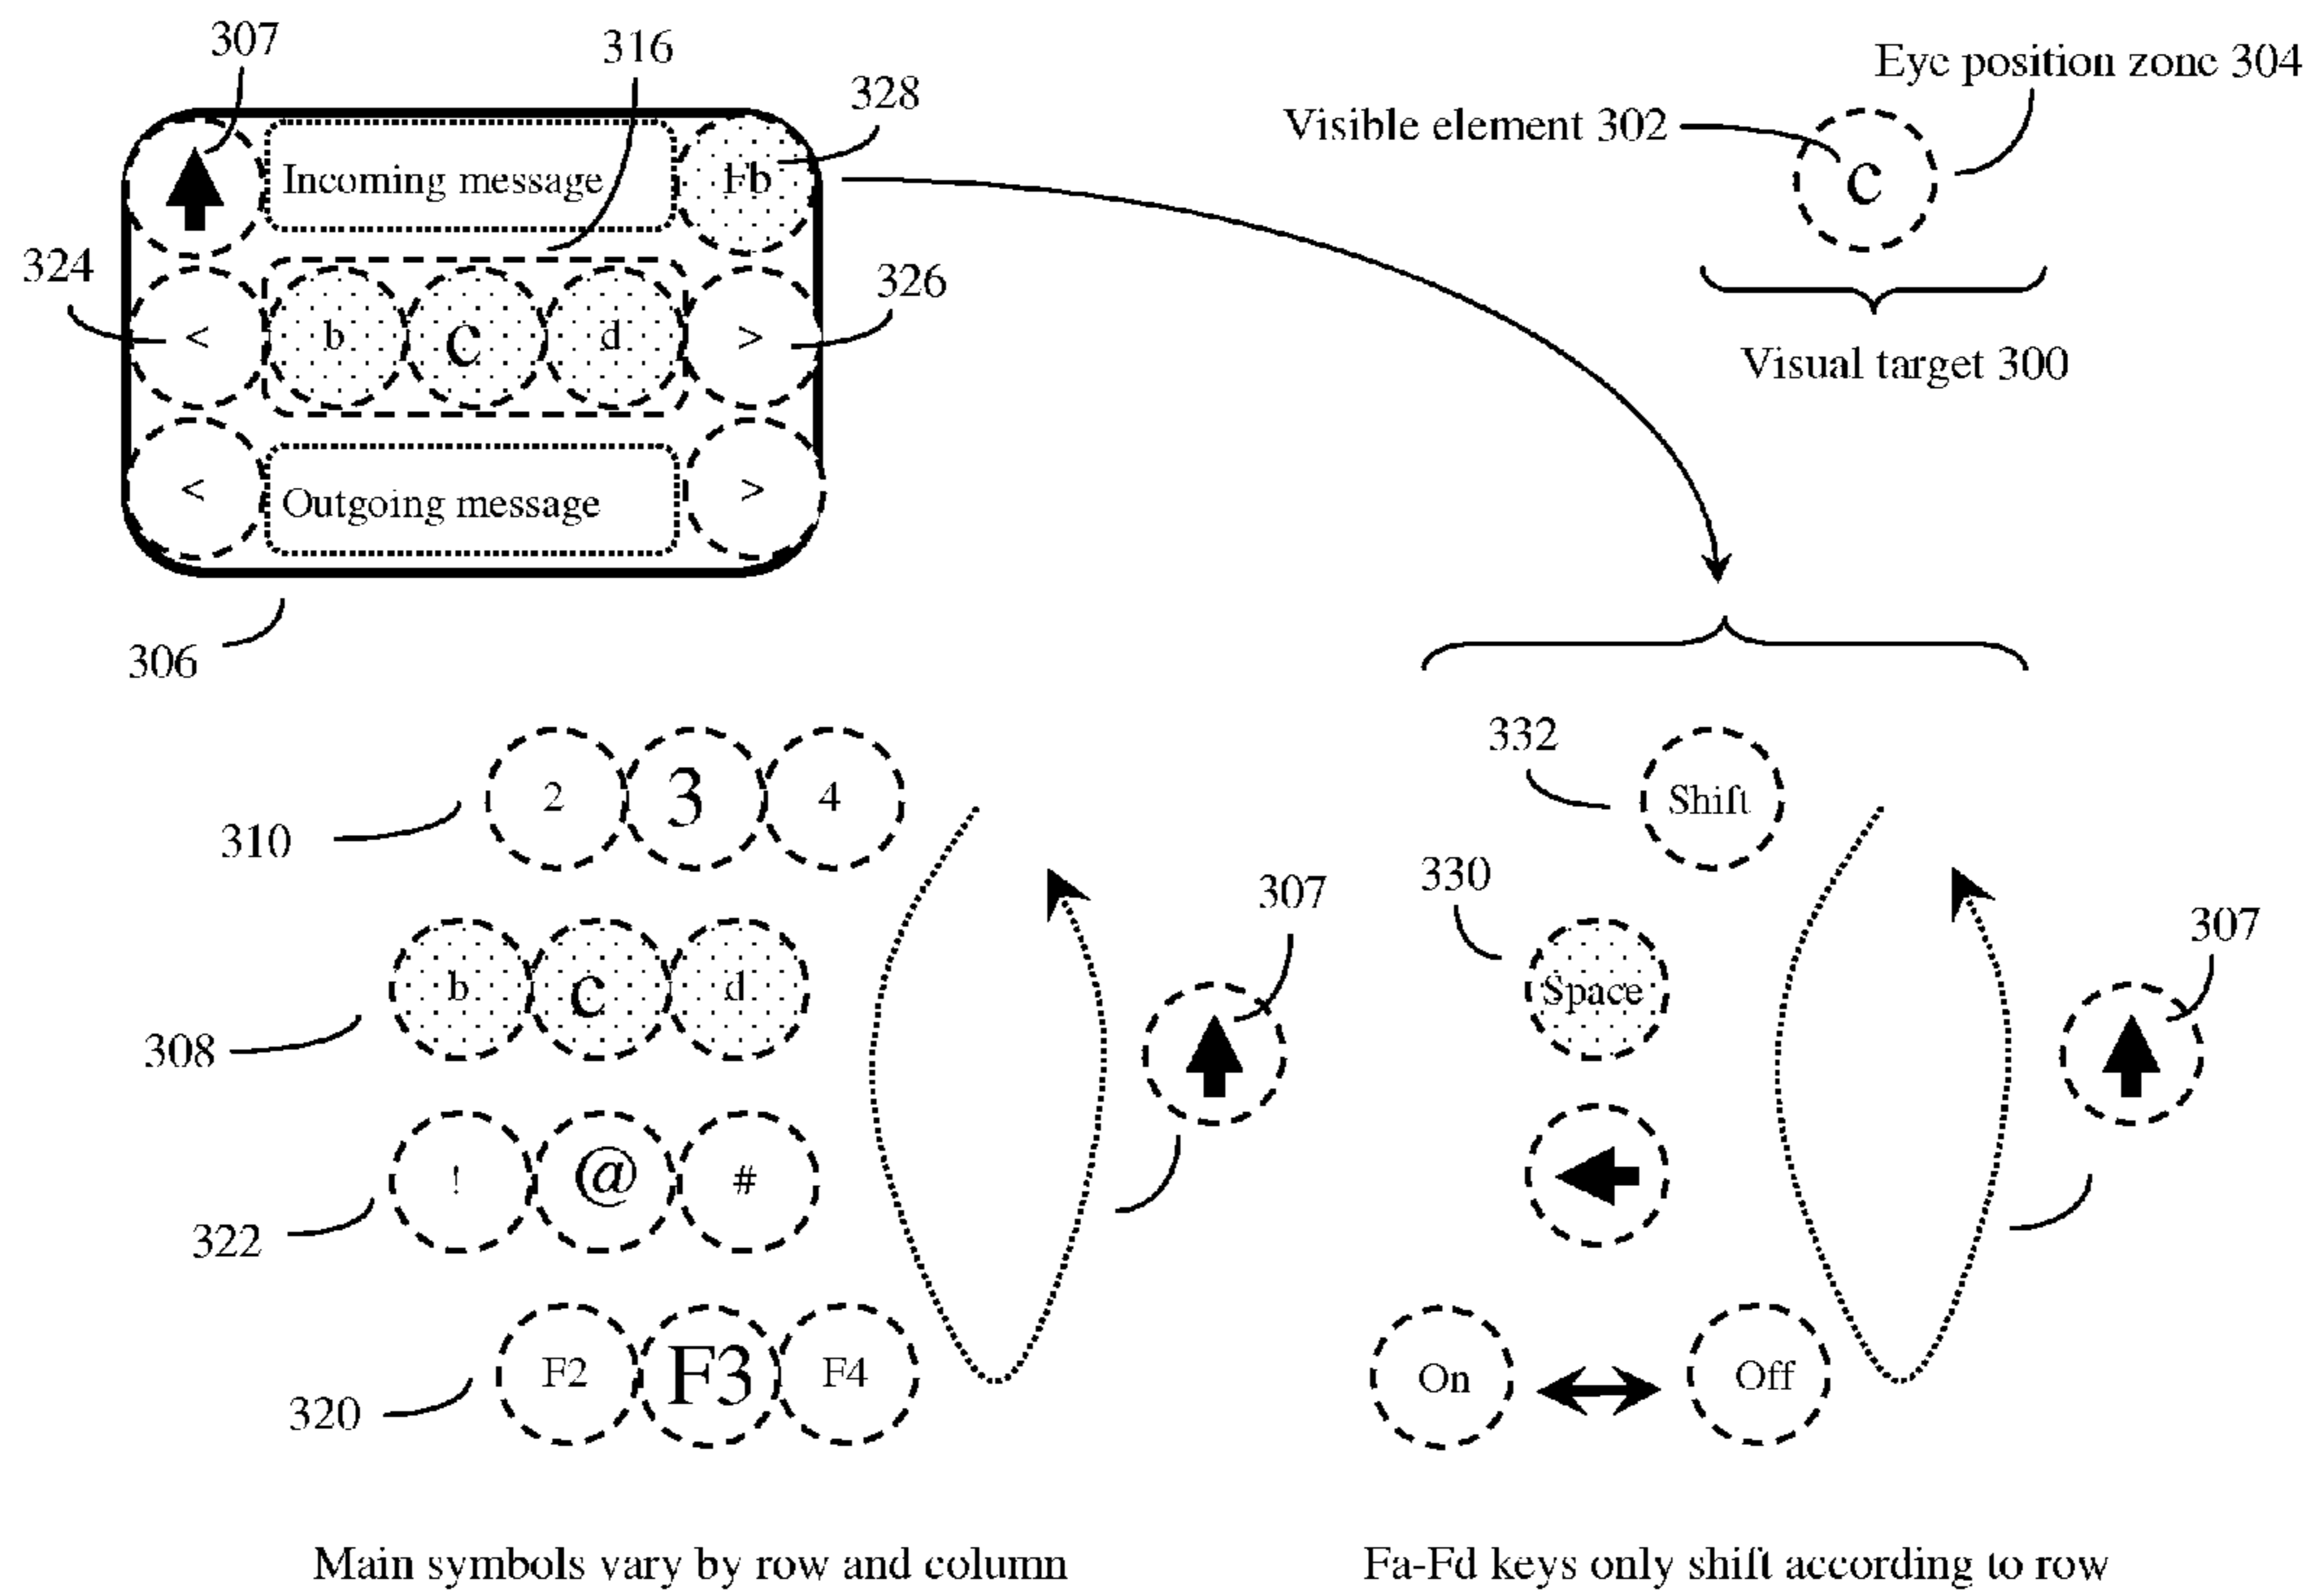 307
316
328
Eye position zone 304
Visible element 302
Incoming message
Fb
c
324
326
<
b
c
d
>
Visual target 300
<
Outgoing message
>
306
332
2
3
4
Shift
310
330
307
307
b
c
d
Space
308
!
@
#
322
F2
F3
F4
On
Off
320
Main symbols vary by row and column
Fa-Fd keys only shift according to row